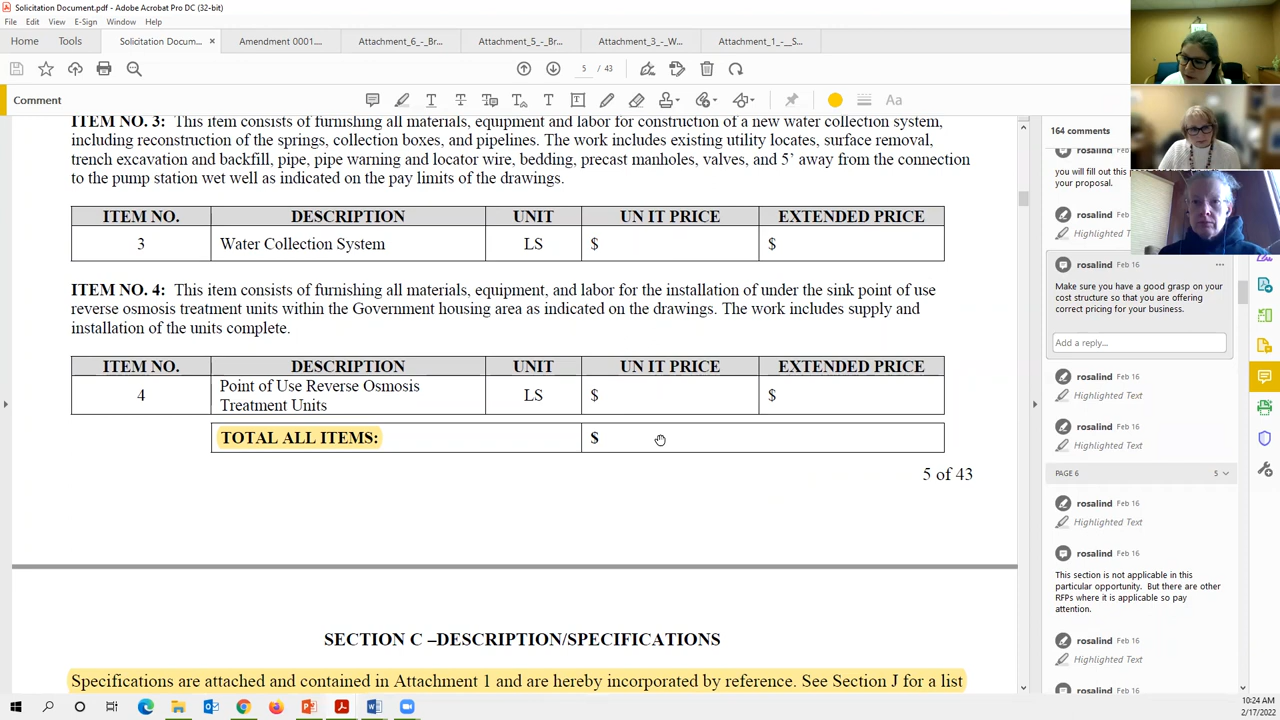 Solicitation Document.pdf - Adobe Acrobat Pro DC (32-bit)
File Edit View E-Sign Window Help
Home Tools Solicitation Docum... × Amendment 0001.... Attachment_6_-_Br... Attachment_5_-_Br... Attachment_3_-_W... Attachment_1_-__S...
5 / 43
Comment
Aa
ITEM NO. 3: This item consists of furnishing all materials, equipment and labor for construction of a new water collection system,
including reconstruction of the springs, collection boxes, and pipelines. The work includes existing utility locates, surface removal,
trench excavation and backfill, pipe, pipe warning and locator wire, bedding, precast manholes, valves, and 5’ away from the connection
to the pump station wet well as indicated on the pay limits of the drawings.
ITEM NO. DESCRIPTION UNIT UN IT PRICE EXTENDED PRICE
3 Water Collection System LS $ $
ITEM NO. 4: This item consists of furnishing all materials, equipment, and labor for the installation of under the sink point of use
reverse osmosis treatment units within the Government housing area as indicated on the drawings. The work includes supply and
installation of the units complete.
ITEM NO. DESCRIPTION UNIT UN IT PRICE EXTENDED PRICE
4 Point of Use Reverse Osmosis
Treatment Units LS $ $
TOTAL ALL ITEMS: $
5 of 43
SECTION C –DESCRIPTION/SPECIFICATIONS
Specifications are attached and contained in Attachment 1 and are hereby incorporated by reference. See Section J for a list
164 comments
rosalind Feb 16
you will fill out this
your proposal.
rosalind Feb 16
Highlighted T
rosalind Feb 16
Make sure you have a good grasp on your
cost structure so that you are offering
correct pricing for your business.
Add a reply...
rosalind Feb 16
Highlighted Text
rosalind Feb 16
Highlighted Text
PAGE 6 5
rosalind Feb 16
Highlighted Text
rosalind Feb 16
This section is not applicable in this
particular opportunity. But there are other
RFPs where it is applicable so pay
attention.
rosalind Feb 16
Highlighted Text
rosalind Feb 16
10:24 AM
2/17/2022